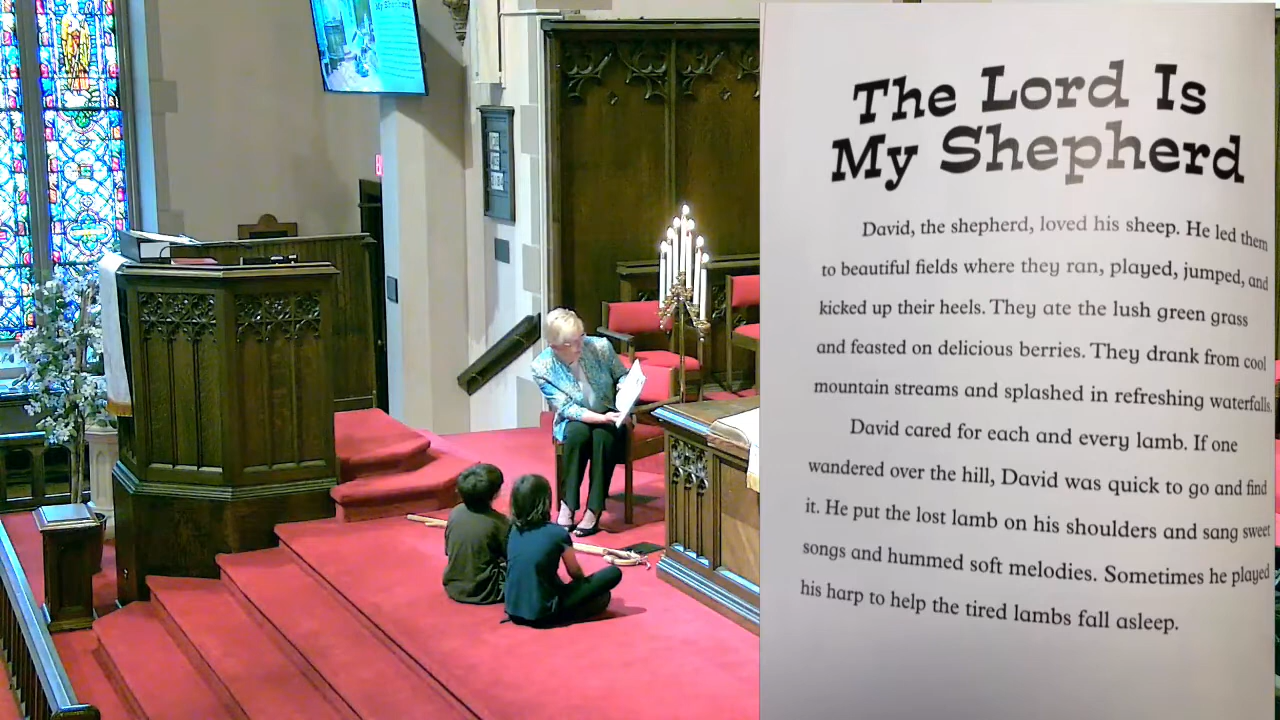 My Shepherd
The Lord Is
My Shepherd
David, the shepherd, loved his sheep. He led them
to beautiful fields where they ran, played, jumped, and
kicked up their heels. They ate the lush green grass
and feasted on delicious berries. They drank from cool
mountain streams and splashed in refreshing waterfalls.
David cared for each and every lamb. If one
wandered over the hill, David was quick to go and find
it. He put the lost lamb on his shoulders and sang sweet
songs and hummed soft melodies. Sometimes he played
his harp to help the tired lambs fall asleep.